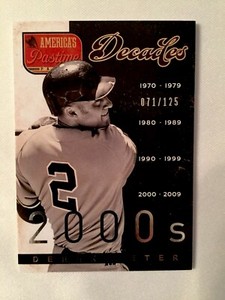 AMERICA'S
Pastime
Decades
1970 - 1979
071/125
1980 - 1989
1990 - 1999
2000 - 2009
2
2000s
DEREK JETER